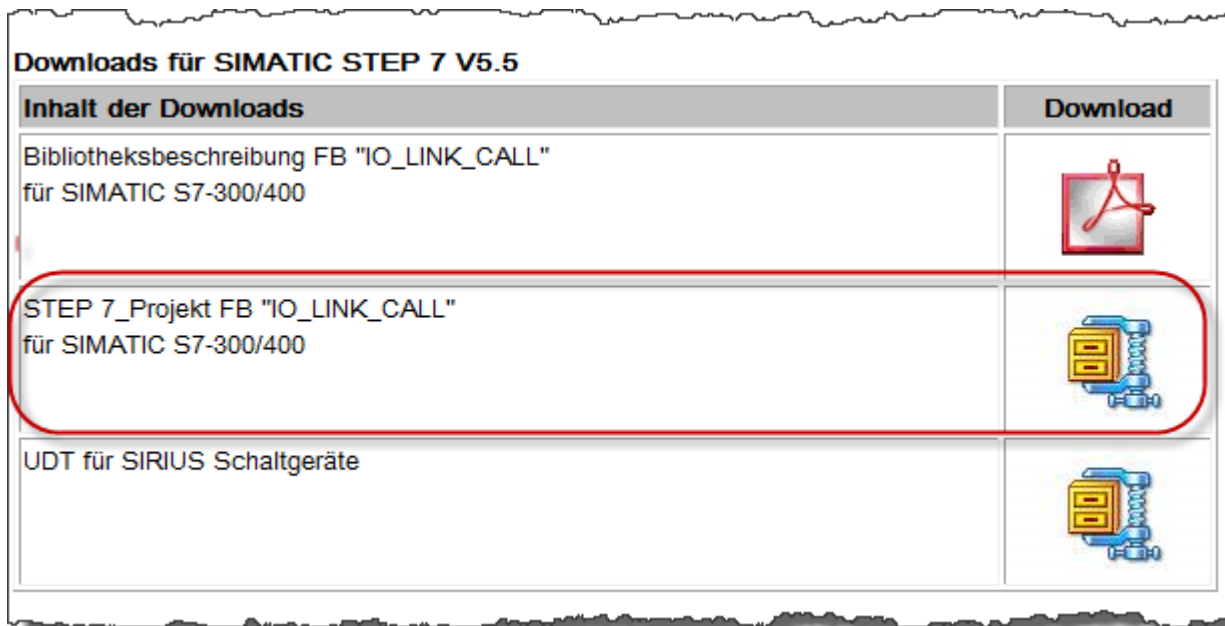 Downloads für SIMATIC STEP 7 V5.5
Inhalt der Downloads
Download
Bibliotheksbeschreibung FB "IO_LINK_CALL"
für SIMATIC S7-300/400
STEP 7_Projekt FB "IO_LINK_CALL"
für SIMATIC S7-300/400
UDT für SIRIUS Schaltgeräte